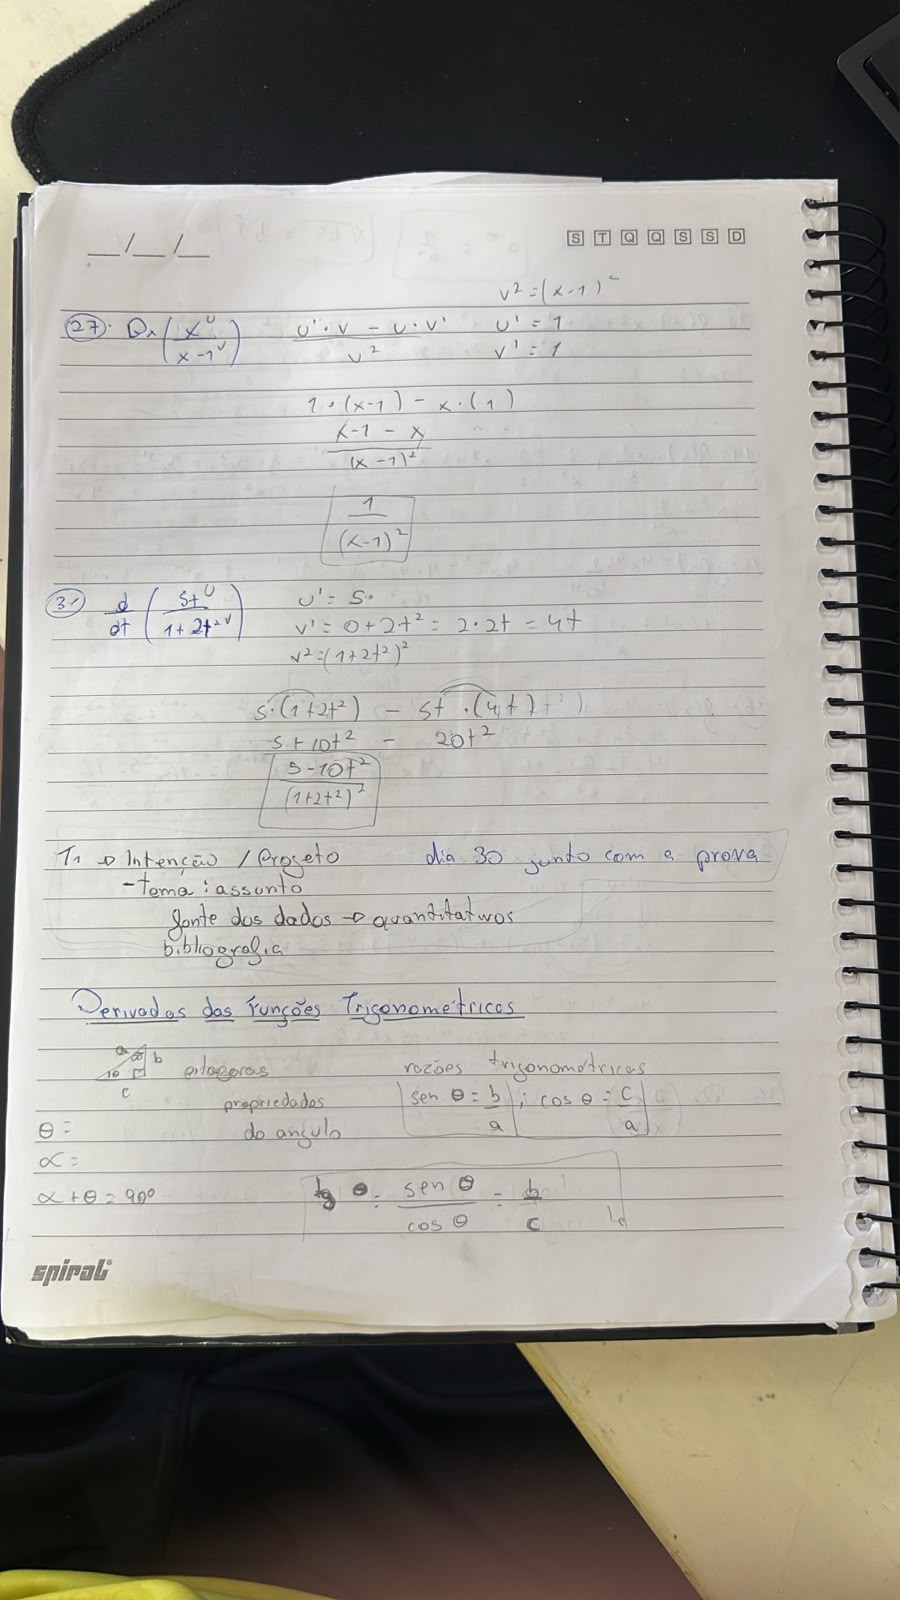 __/__/__
S T Q Q S S D
v² = (x-1)²
27. Dx (x^u / x-1^v) u'·v - u·v' / v² u' = 1
v' = 1
1·(x-1) - x·(1)
x-1 - x
(x-1)²
1
(x-1)²
31 d/dt (5t^u / 1+2t²^v) u' = 5.
v' = 0+2t² = 2·2t = 4t
v² = (1+2t²)²
5·(1+2t²) - 5t·(4t)
5+10t² - 20t²
5-10t²
(1+2t²)²
T1 → Intenção / Projeto dia 30 junto com a prova
- tema: assunto
fonte dos dados → quantitativos
bibliografia
Derivadas das Funções Trigonométricas
a α b pitagoras razões trigonométricas
θ
c
propriedades sen θ = b/a ; cos θ = c/a
θ = do angulo
α =
α + θ = 90° tg θ = sen θ / cos θ = b / c
spiral